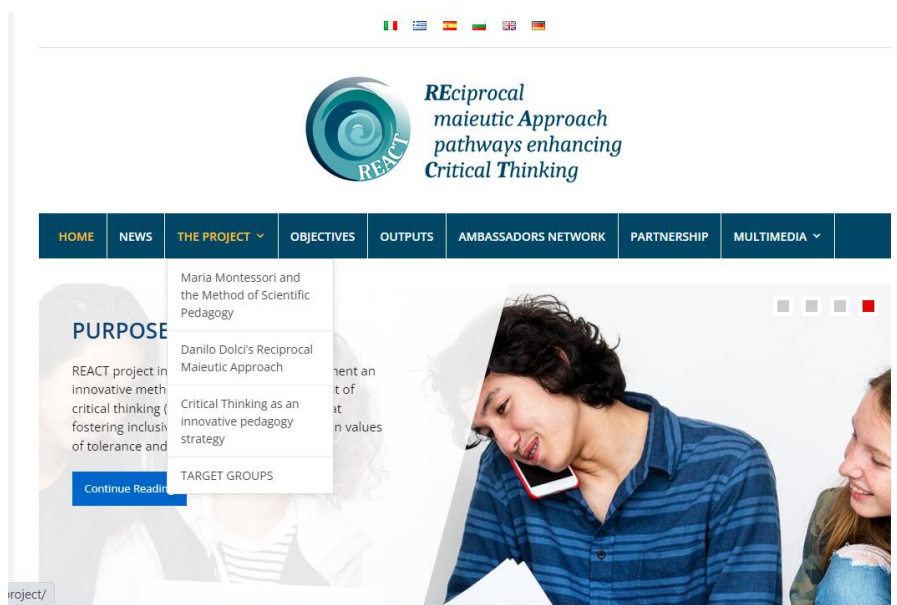 REciprocal
maieutic Approach
pathways enhancing
Critical Thinking
REACT
HOME NEWS THE PROJECT OBJECTIVES OUTPUTS AMBASSADORS NETWORK PARTNERSHIP MULTIMEDIA
Maria Montessori and
the Method of Scientific
Pedagogy
Danilo Dolci's Reciprocal
Maieutic Approach
Critical Thinking as an
innovative pedagogy
strategy
TARGET GROUPS
PURPOSE
REACT project in ment an
innovative meth t of
critical thinking ( at
fostering inclusiv n values
of tolerance and
Continue Readin
project/